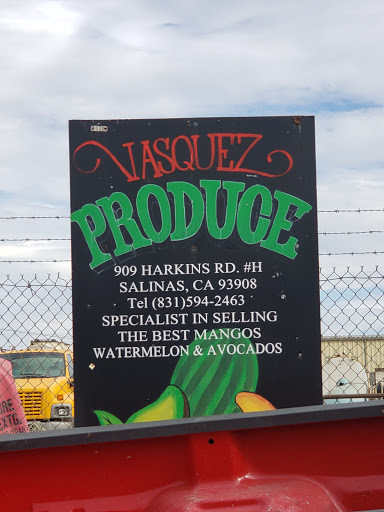 VASQUEZ
PRODUCE
909 HARKINS RD. #H
SALINAS, CA 93908
Tel (831)594-2463
SPECIALIST IN SELLING
THE BEST MANGOS
WATERMELON & AVOCADOS
EXTG.